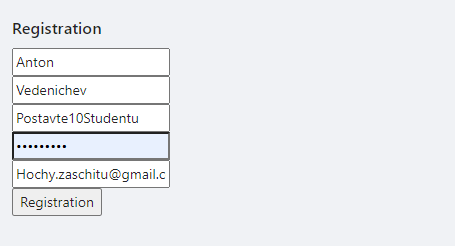 Registration
Anton
Vedenichev
Postavte10Studentu
•••••••••
Hochy.zaschitu@gmail.c
Registration